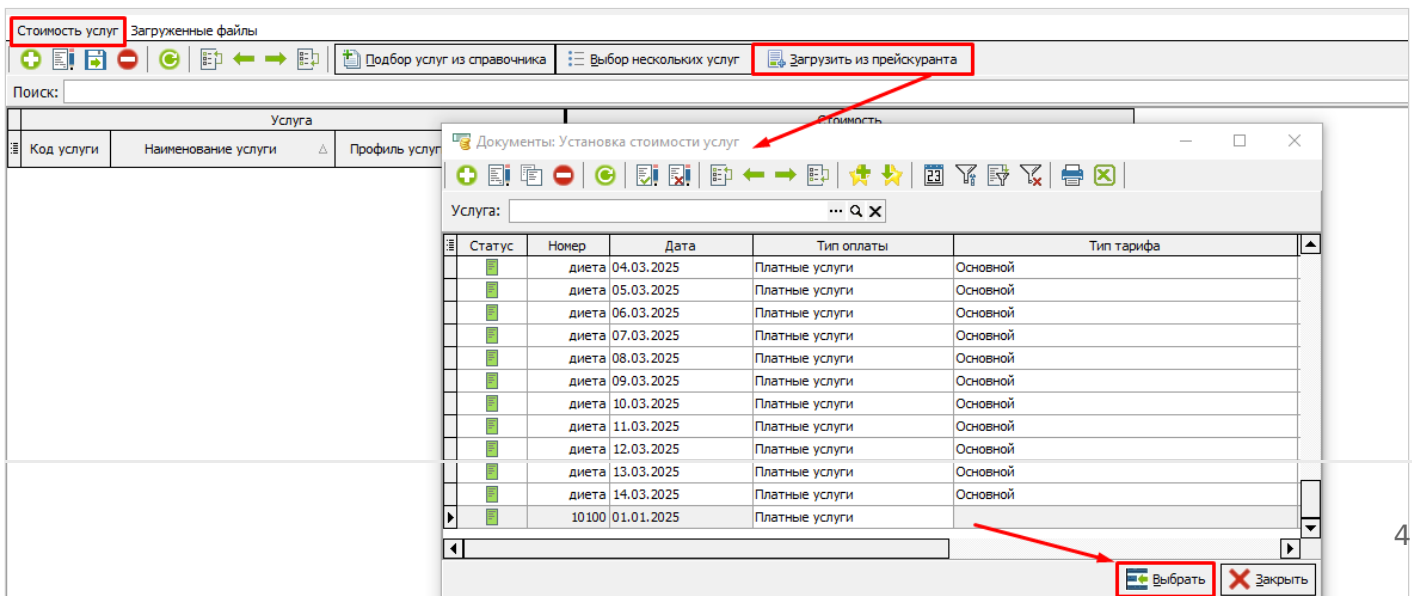 Стоимость услуг Загруженные файлы
Подбор услуг из справочника Выбор нескольких услуг Загрузить из прейскуранта
Поиск:
Услуга Стоимость
Код услуги Наименование услуги Профиль услуг
Документы: Установка стоимости услуг
23
Услуга:
Статус Номер Дата Тип оплаты Тип тарифа
диета 04.03.2025 Платные услуги Основной
диета 05.03.2025 Платные услуги Основной
диета 06.03.2025 Платные услуги Основной
диета 07.03.2025 Платные услуги Основной
диета 08.03.2025 Платные услуги Основной
диета 09.03.2025 Платные услуги Основной
диета 10.03.2025 Платные услуги Основной
диета 11.03.2025 Платные услуги Основной
диета 12.03.2025 Платные услуги Основной
диета 13.03.2025 Платные услуги Основной
диета 14.03.2025 Платные услуги Основной
10100 01.01.2025 Платные услуги
4
Выбрать Закрыть